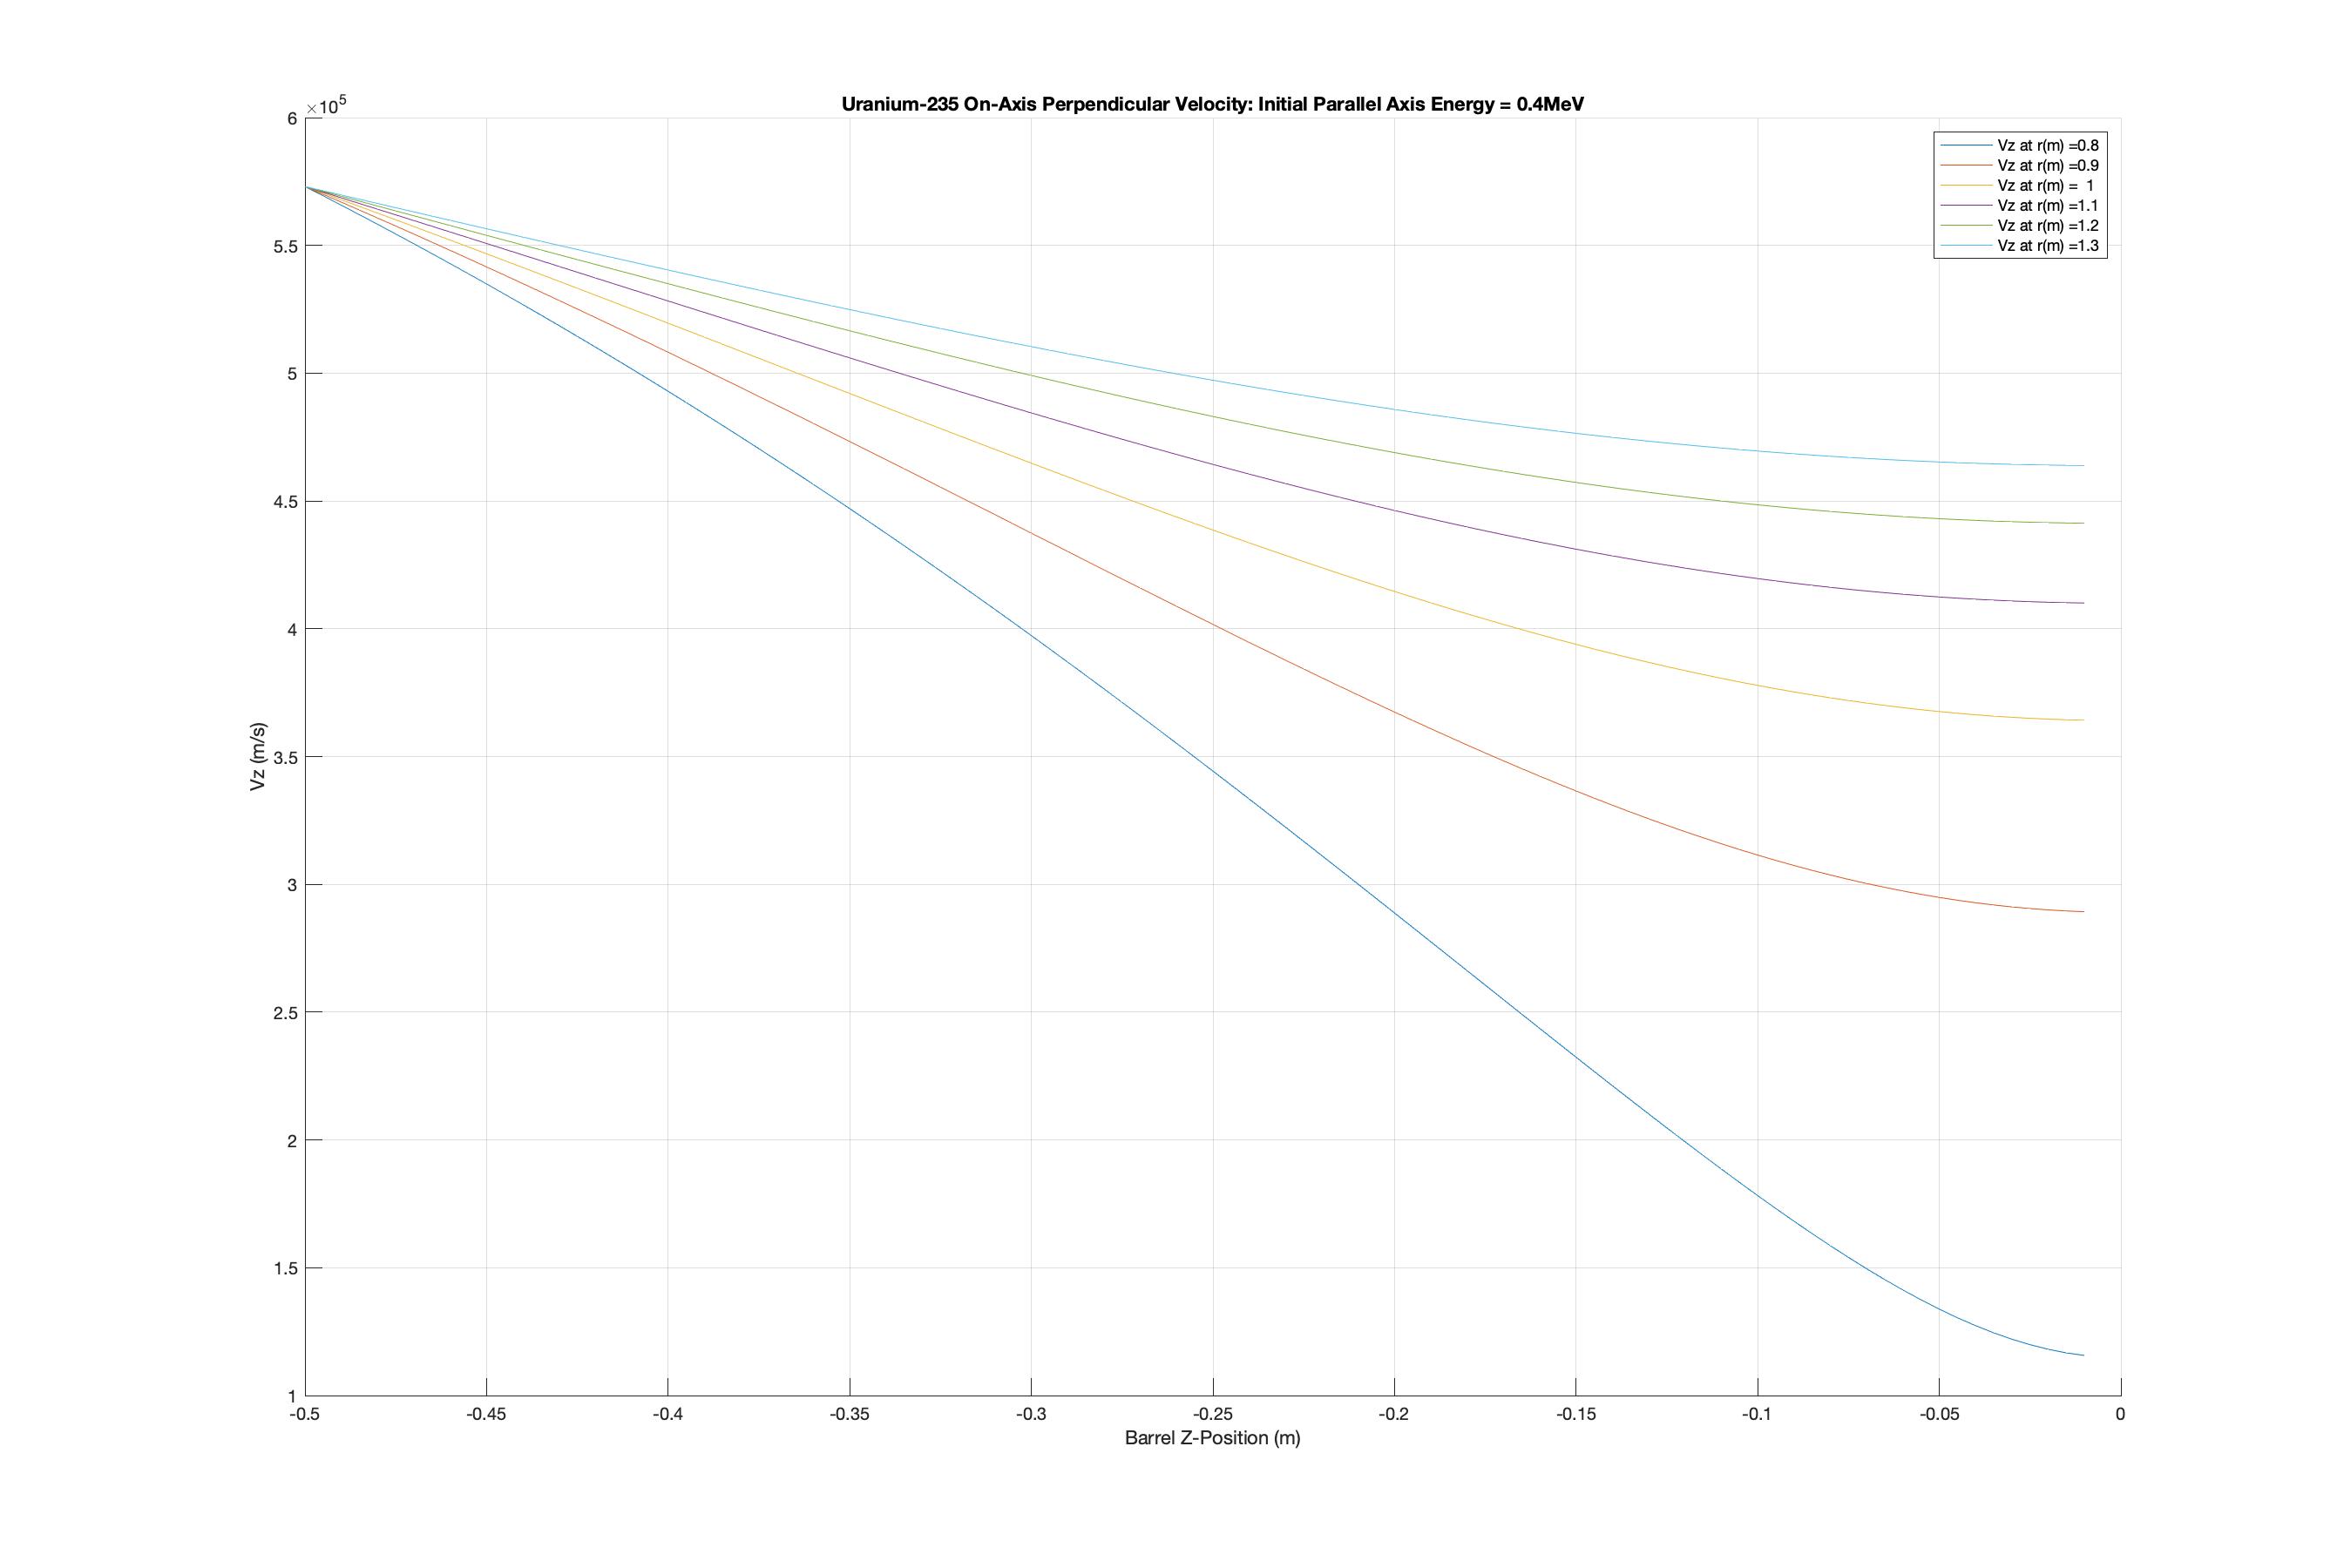 Uranium-235 On-Axis Perpendicular Velocity: Initial Parallel Axis Energy = 0.4MeV
×10⁵
Vz at r(m) =0.8
Vz at r(m) =0.9
Vz at r(m) =  1
Vz at r(m) =1.1
Vz at r(m) =1.2
Vz at r(m) =1.3
6
5.5
5
4.5
4
3.5
3
2.5
2
1.5
1
Vz (m/s)
-0.5 -0.45 -0.4 -0.35 -0.3 -0.25 -0.2 -0.15 -0.1 -0.05 0
Barrel Z-Position (m)